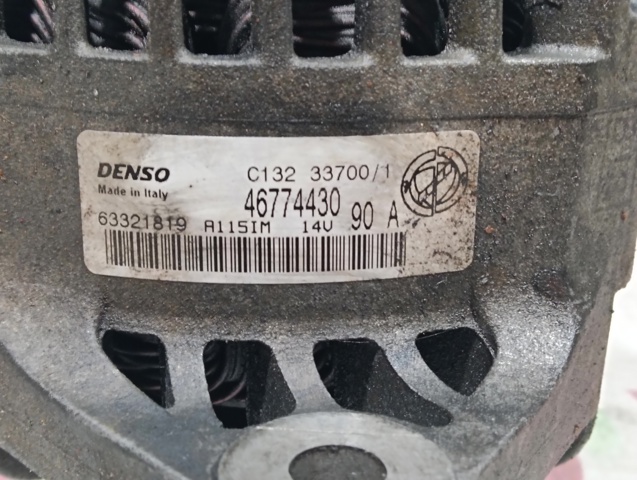 DENSO C132 33700/1
Made in Italy 46774430
63321819 A115IM 14V 90 A